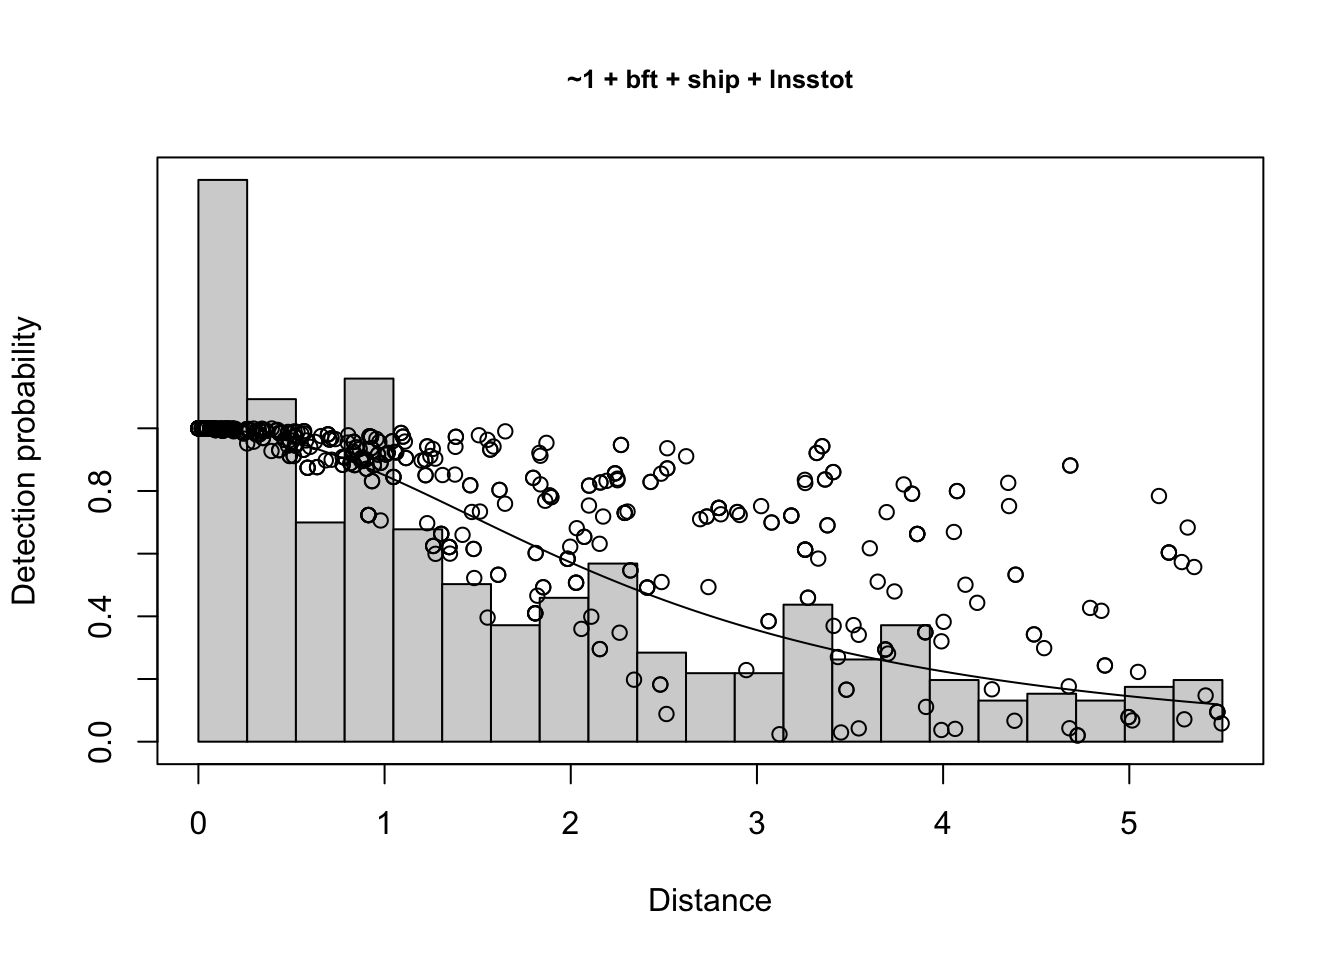 ~1 + bft + ship + lnsstot
Detection probability
0.8
0.4
0.0
0 1 2 3 4 5
Distance